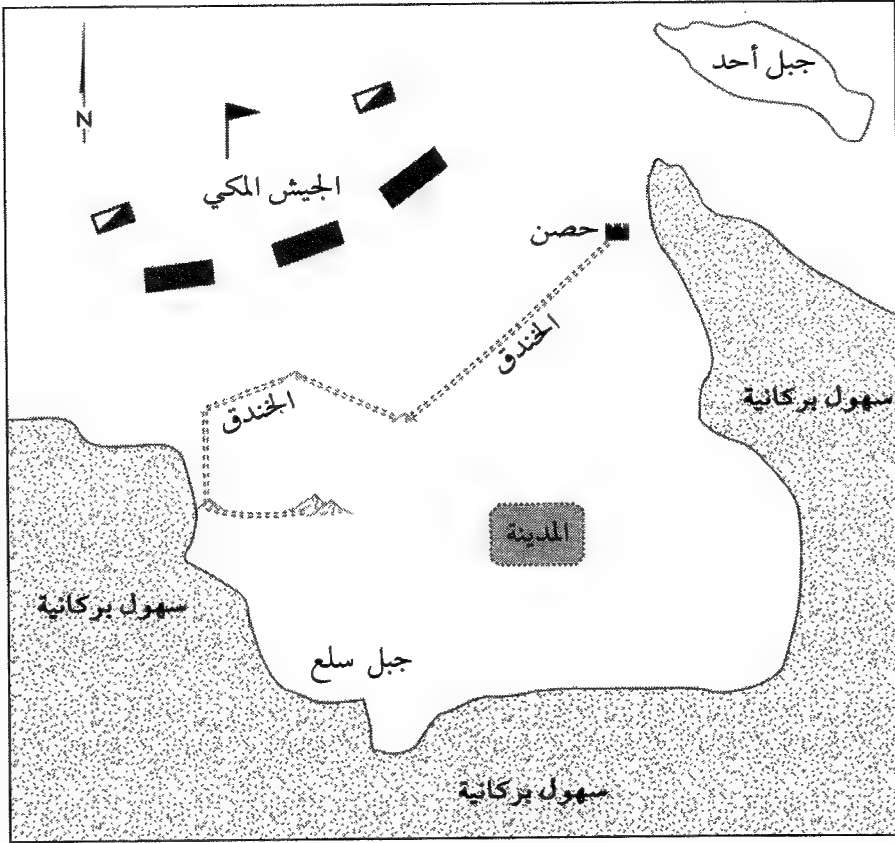 جبل أحد
N
الجيش المكي
حصن
الخندق
الخندق
سهول بركانية
المدينة
سهول بركانية
جبل سلع
سهول بركانية